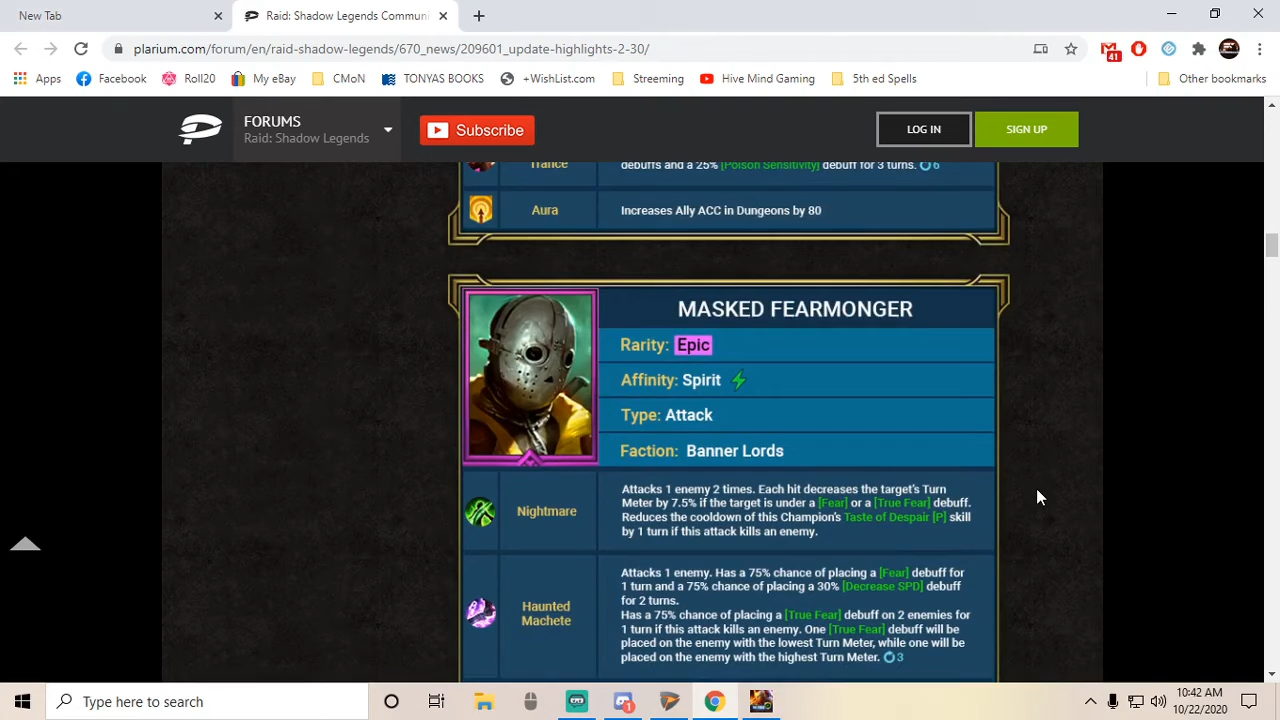 New Tab
Raid: Shadow Legends Commun
plarium.com/forum/en/raid-shadow-legends/670_news/209601_update-highlights-2-30/
41
Apps
Facebook
Roll20
My eBay
CMoN
TONYAS BOOKS
+WishList.com
Streeming
Hive Mind Gaming
5th ed Spells
Other bookmarks
FORUMS
Raid: Shadow Legends
Subscribe
LOG IN
SIGN UP
Trance
debuffs and a 25% [Poison Sensitivity] debuff for 3 turns. 6
Aura
Increases Ally ACC in Dungeons by 80
MASKED FEARMONGER
Rarity: Epic
Affinity: Spirit
Type: Attack
Faction: Banner Lords
Nightmare
Attacks 1 enemy 2 times. Each hit decreases the target's Turn
Meter by 7.5% if the target is under a [Fear] or a [True Fear] debuff.
Reduces the cooldown of this Champion's Taste of Despair [P] skill
by 1 turn if this attack kills an enemy.
Haunted
Machete
Attacks 1 enemy. Has a 75% chance of placing a [Fear] debuff for
1 turn and a 75% chance of placing a 30% [Decrease SPD] debuff
for 2 turns.
Has a 75% chance of placing a [True Fear] debuff on 2 enemies for
1 turn if this attack kills an enemy. One [True Fear] debuff will be
placed on the enemy with the lowest Turn Meter, while one will be
placed on the enemy with the highest Turn Meter. 3
Type here to search
1
10:42 AM
10/22/2020